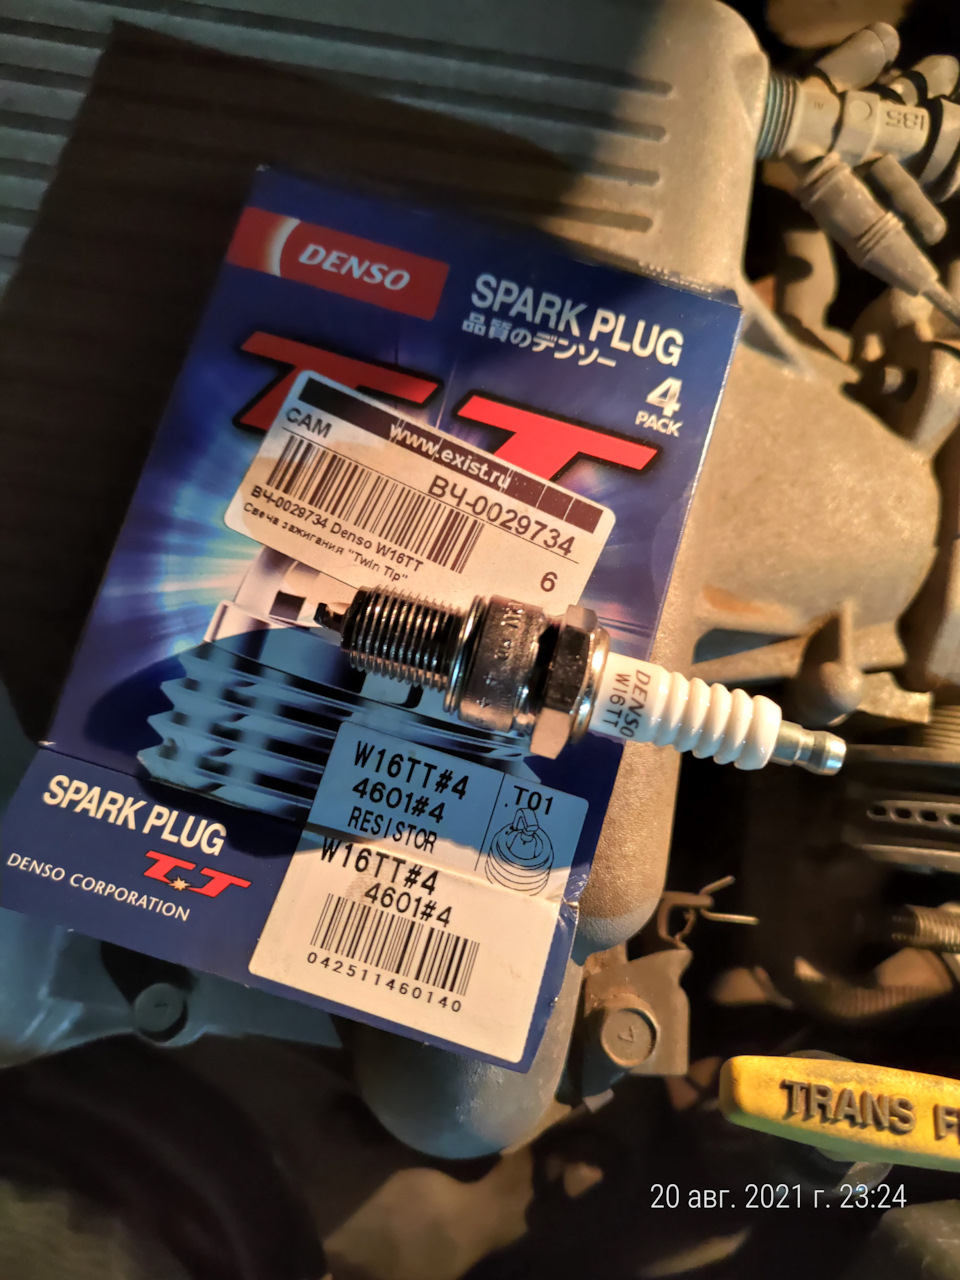 DENSO
SPARK PLUG
品質のデンソー
4
PACK
TT
www.exist.ru
CAM
ВЧ-0029734
ВЧ-0029734 Denso W16TT
Свеча зажигания "Twin Tip"
6
DENSO
W16TT
W16TT#4
4601#4
RESISTOR
T01
W16TT#4
4601#4
042511460140
SPARK PLUG
TT
DENSO CORPORATION
TRANS F
20 авг. 2021 г. 23:24